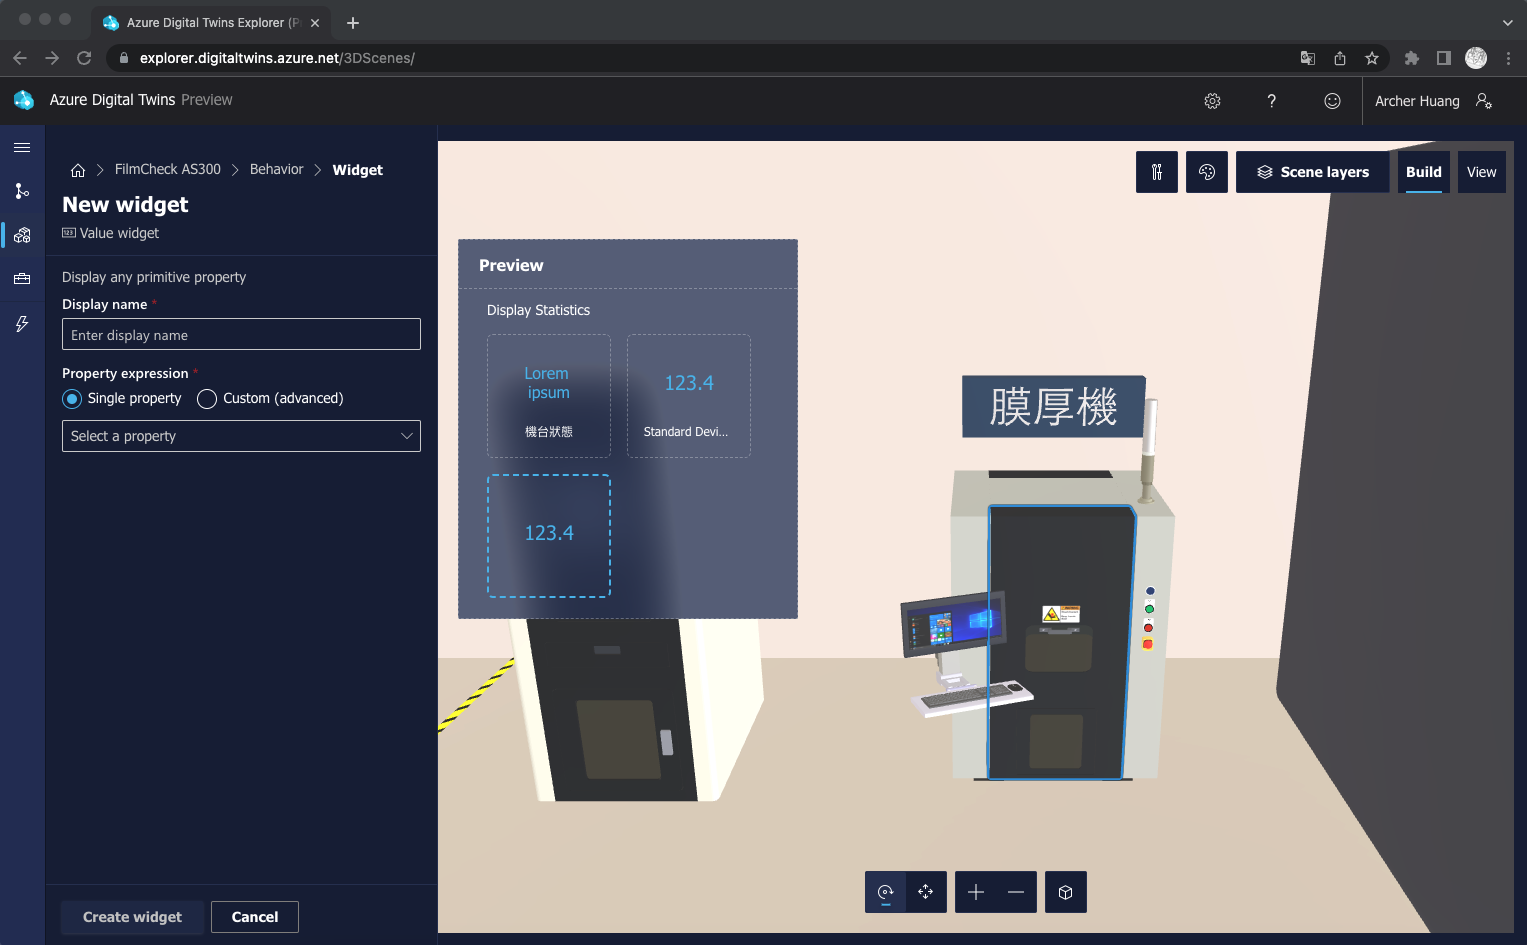 Azure Digital Twins Explorer (P
explorer.digitaltwins.azure.net/3DScenes/
Azure Digital Twins Preview
Archer Huang
FilmCheck AS300 > Behavior > Widget
New widget
Value widget
Display any primitive property
Display name *
Enter display name
Property expression *
Single property
Custom (advanced)
Select a property
Create widget
Cancel
Scene layers
Build
View
Preview
Display Statistics
Lorem
ipsum
機台狀態
123.4
Standard Devi...
123.4
膜厚機